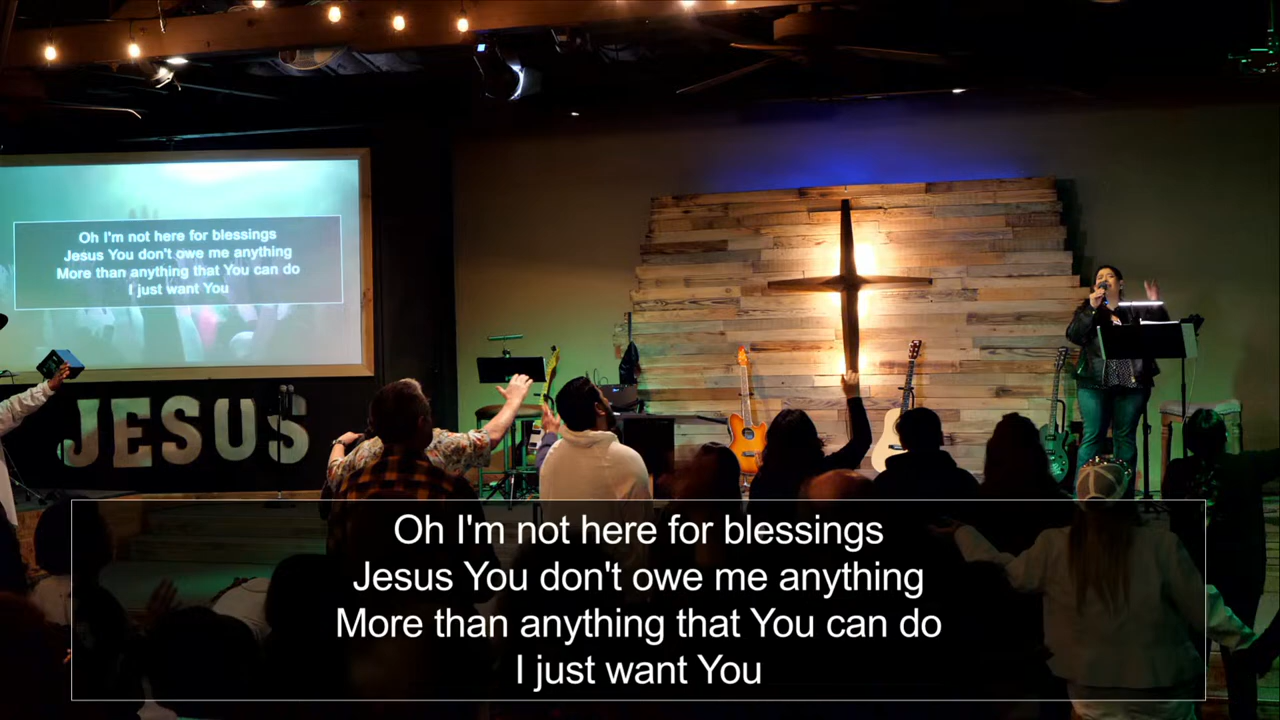 Oh I'm not here for blessings
Jesus You don't owe me anything
More than anything that You can do
I just want You
JESUS
Oh I'm not here for blessings
Jesus You don't owe me anything
More than anything that You can do
I just want You